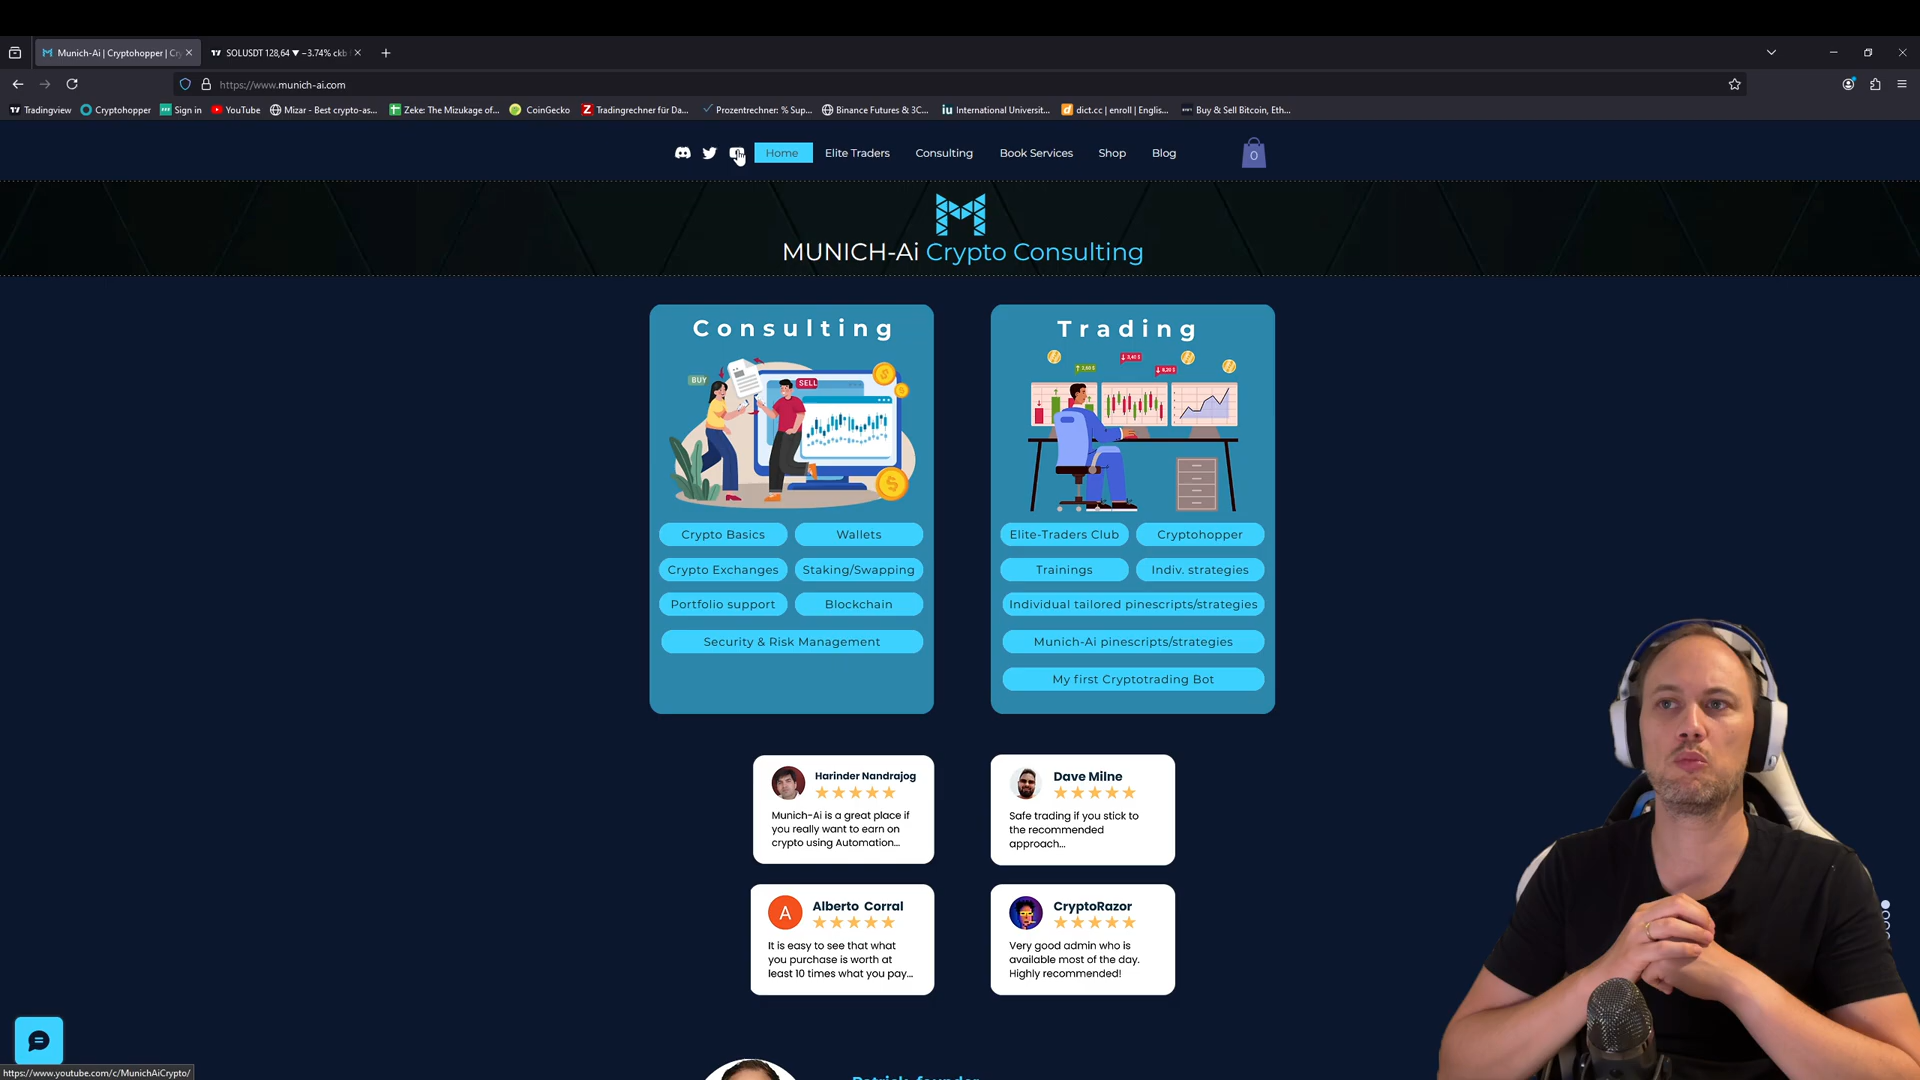 Munich-Ai | Cryptohopper | Cr
SOLUSDT 128,64 ▼ −3.74% ckb
https://www.munich-ai.com
Tradingview
Cryptohopper
Sign in
YouTube
Mizar - Best crypto-as...
Zeke: The Mizukage of...
CoinGecko
Tradingrechner für Da...
Prozentrechner: % Sup...
Binance Futures & 3C...
iu International Universit...
dict.cc | enroll | Englis...
Buy & Sell Bitcoin, Eth...
Home
Elite Traders
Consulting
Book Services
Shop
Blog
0
MUNICH-Ai Crypto Consulting
Consulting
BUY
SELL
Crypto Basics
Wallets
Crypto Exchanges
Staking/Swapping
Portfolio support
Blockchain
Security & Risk Management
Trading
Elite-Traders Club
Cryptohopper
Trainings
Indiv. strategies
Individual tailored pinescripts/strategies
Munich-Ai pinescripts/strategies
My first Cryptotrading Bot
Harinder Nandrajog
Munich-Ai is a great place if
you really want to earn on
crypto using Automation...
Dave Milne
Safe trading if you stick to
the recommended
approach...
A
Alberto Corral
It is easy to see that what
you purchase is worth at
least 10 times what you pay...
CryptoRazor
Very good admin who is
available most of the day.
Highly recommended!
https://www.youtube.com/c/MunichAiCrypto/